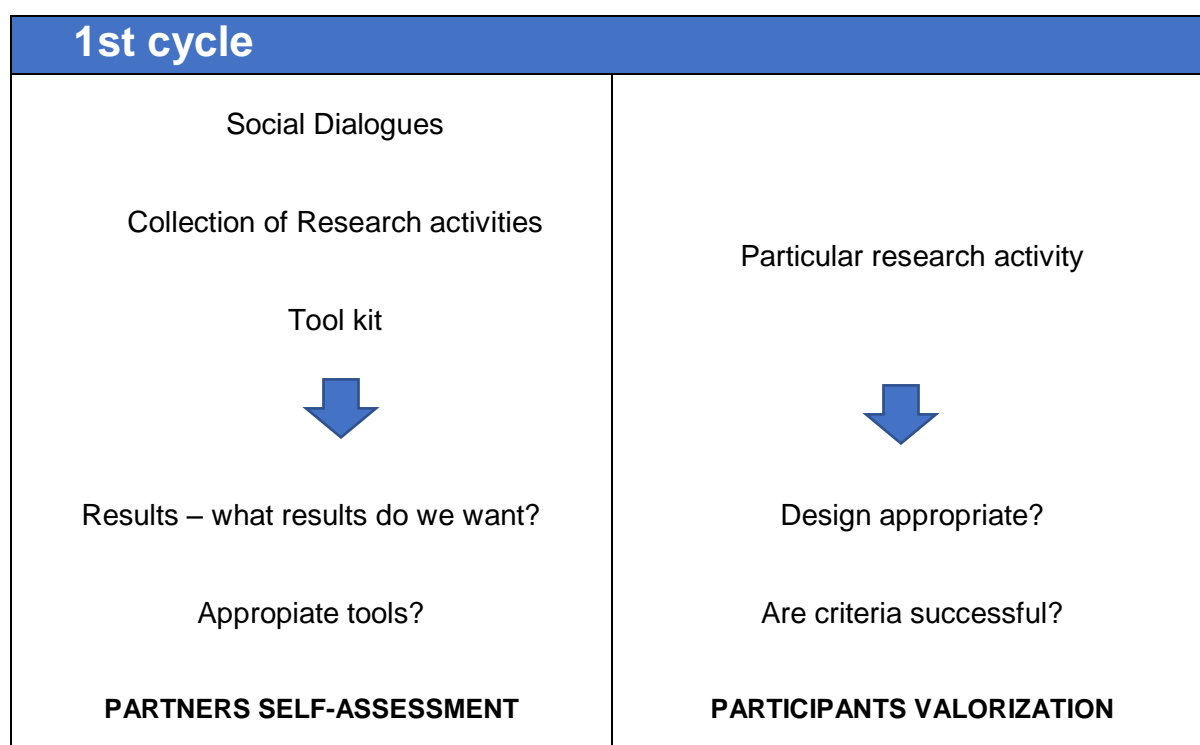 1st cycle
Social Dialogues
Collection of Research activities
Tool kit
Results – what results do we want?
Appropiate tools?
PARTNERS SELF-ASSESSMENT
Particular research activity
Design appropriate?
Are criteria successful?
PARTICIPANTS VALORIZATION